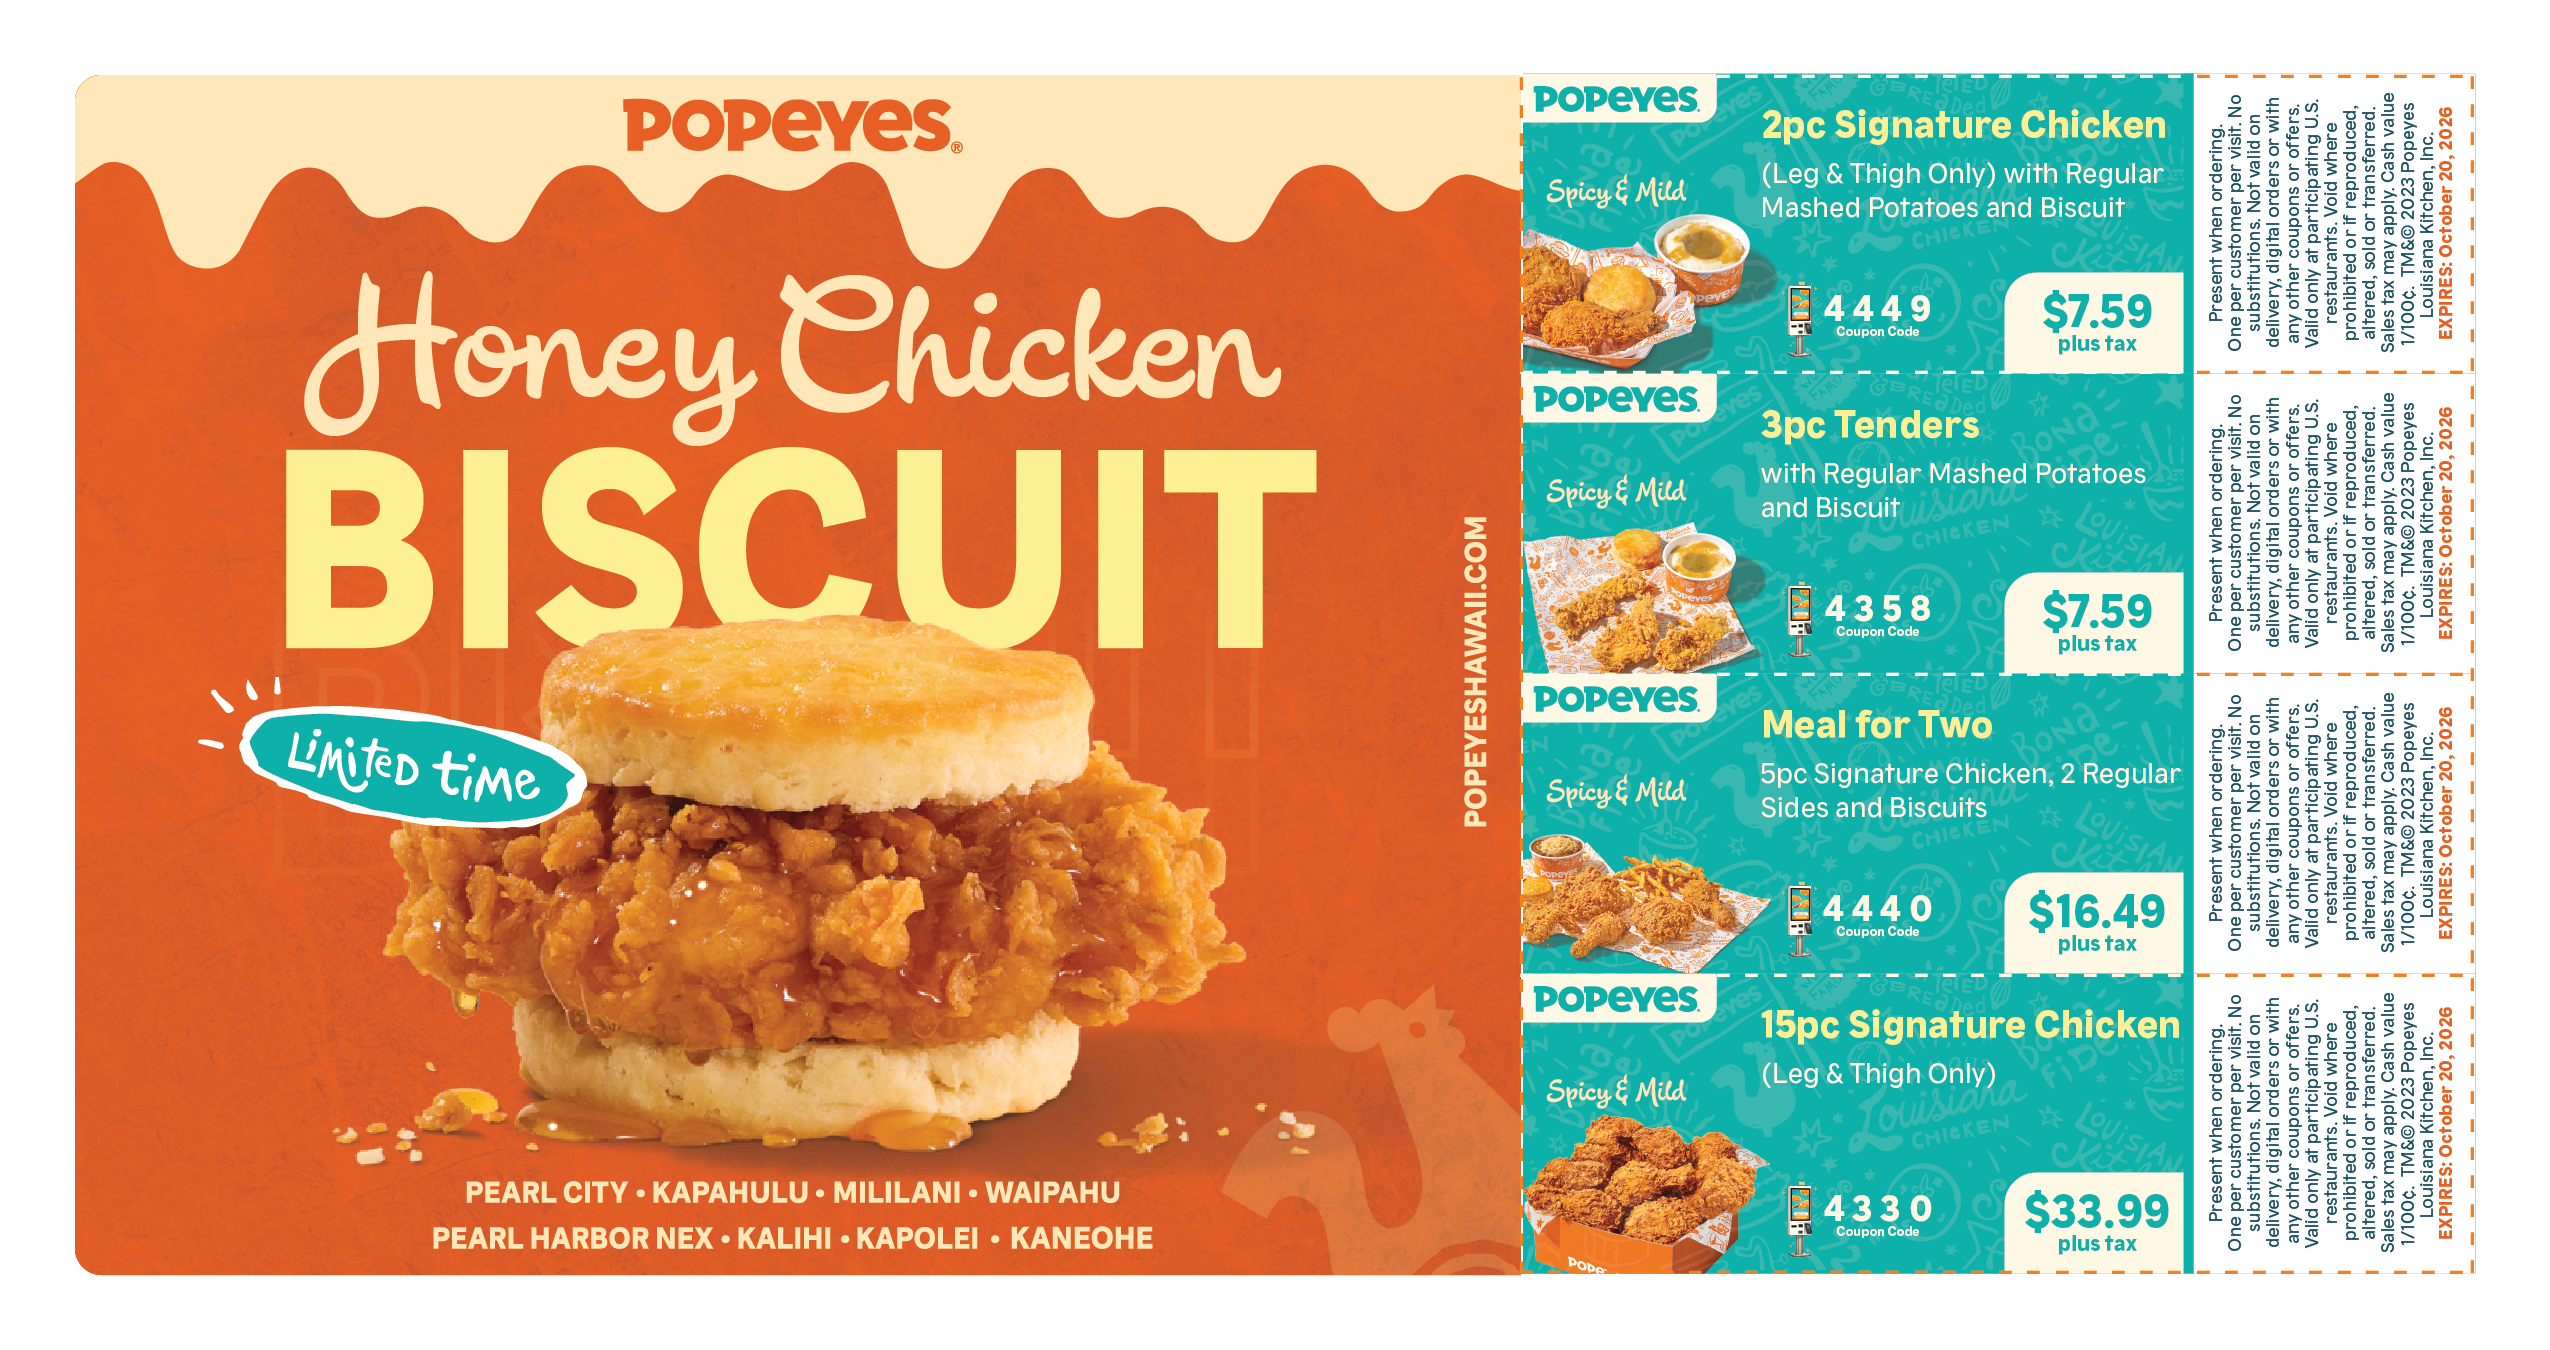 POPEYES®
Honey Chicken
BISCUIT
LIMITED TIME
POPEYESHAWAII.COM
PEARL CITY • KAPAHULU • MILILANI • WAIPAHU
PEARL HARBOR NEX • KALIHI • KAPOLEI • KANEOHE
POPEYES
2pc Signature Chicken
(Leg & Thigh Only) with Regular
Mashed Potatoes and Biscuit
Spicy & Mild
4449
Coupon Code
$7.59
plus tax
Present when ordering.
One per customer per visit. No
substitutions. Not valid on
delivery, digital orders or with
any other coupons or offers.
Valid only at participating U.S.
restaurants. Void where
prohibited or if reproduced,
altered, sold or transferred.
Sales tax may apply. Cash value
1/100¢. TM&© 2023 Popeyes
Louisiana Kitchen, Inc.
EXPIRES: October 20, 2026
POPEYES
3pc Tenders
with Regular Mashed Potatoes
and Biscuit
Spicy & Mild
4358
Coupon Code
$7.59
plus tax
Present when ordering.
One per customer per visit. No
substitutions. Not valid on
delivery, digital orders or with
any other coupons or offers.
Valid only at participating U.S.
restaurants. Void where
prohibited or if reproduced,
altered, sold or transferred.
Sales tax may apply. Cash value
1/100¢. TM&© 2023 Popeyes
Louisiana Kitchen, Inc.
EXPIRES: October 20, 2026
POPEYES
Meal for Two
5pc Signature Chicken, 2 Regular
Sides and Biscuits
Spicy & Mild
4440
Coupon Code
$16.49
plus tax
Present when ordering.
One per customer per visit. No
substitutions. Not valid on
delivery, digital orders or with
any other coupons or offers.
Valid only at participating U.S.
restaurants. Void where
prohibited or if reproduced,
altered, sold or transferred.
Sales tax may apply. Cash value
1/100¢. TM&© 2023 Popeyes
Louisiana Kitchen, Inc.
EXPIRES: October 20, 2026
POPEYES
15pc Signature Chicken
(Leg & Thigh Only)
Spicy & Mild
4330
Coupon Code
$33.99
plus tax
Present when ordering.
One per customer per visit. No
substitutions. Not valid on
delivery, digital orders or with
any other coupons or offers.
Valid only at participating U.S.
restaurants. Void where
prohibited or if reproduced,
altered, sold or transferred.
Sales tax may apply. Cash value
1/100¢. TM&© 2023 Popeyes
Louisiana Kitchen, Inc.
EXPIRES: October 20, 2026